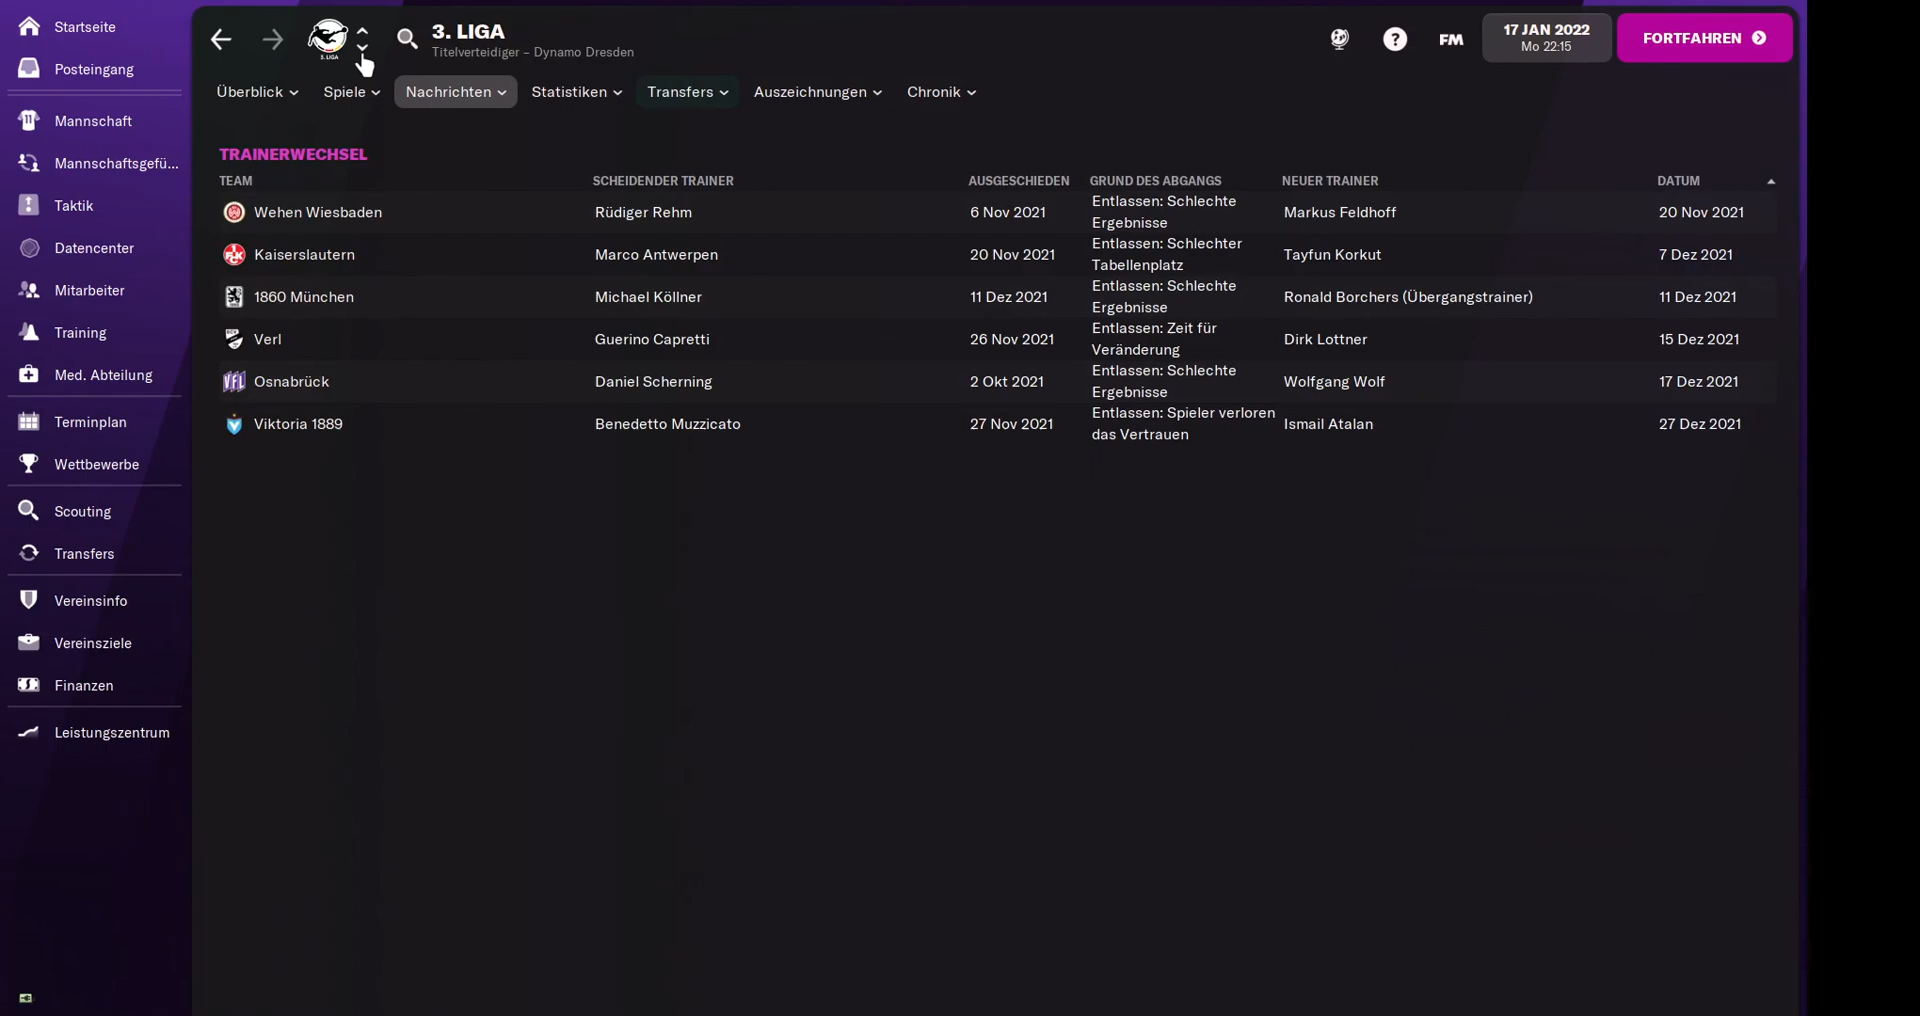 Startseite
Posteingang
Mannschaft
Mannschaftsgefü...
Taktik
Datencenter
Mitarbeiter
Training
Med. Abteilung
Terminplan
Wettbewerbe
Scouting
Transfers
Vereinsinfo
Vereinsziele
Finanzen
Leistungszentrum
3. LIGA
3. LIGA
Titelverteidiger – Dynamo Dresden
? FM
17 JAN 2022
Mo 22:15
FORTFAHREN
Überblick Spiele Nachrichten Statistiken Transfers Auszeichnungen Chronik
TRAINERWECHSEL
TEAM SCHEIDENDER TRAINER AUSGESCHIEDEN GRUND DES ABGANGS NEUER TRAINER DATUM
Wehen Wiesbaden Rüdiger Rehm 6 Nov 2021 Entlassen: Schlechte
Ergebnisse Markus Feldhoff 20 Nov 2021
Kaiserslautern Marco Antwerpen 20 Nov 2021 Entlassen: Schlechter
Tabellenplatz Tayfun Korkut 7 Dez 2021
1860 München Michael Köllner 11 Dez 2021 Entlassen: Schlechte
Ergebnisse Ronald Borchers (Übergangstrainer) 11 Dez 2021
Verl Guerino Capretti 26 Nov 2021 Entlassen: Zeit für
Veränderung Dirk Lottner 15 Dez 2021
Osnabrück Daniel Scherning 2 Okt 2021 Entlassen: Schlechte
Ergebnisse Wolfgang Wolf 17 Dez 2021
Viktoria 1889 Benedetto Muzzicato 27 Nov 2021 Entlassen: Spieler verloren
das Vertrauen Ismail Atalan 27 Dez 2021